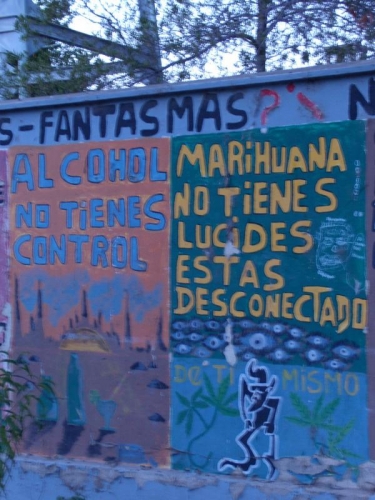 S-FANTASMAS? N
ALCOHOL
NO TIENES
CONTROL
MARIHUANA
NO TIENES
LUCIDES
ESTAS
DESCONECTADO
DE TI MISMO